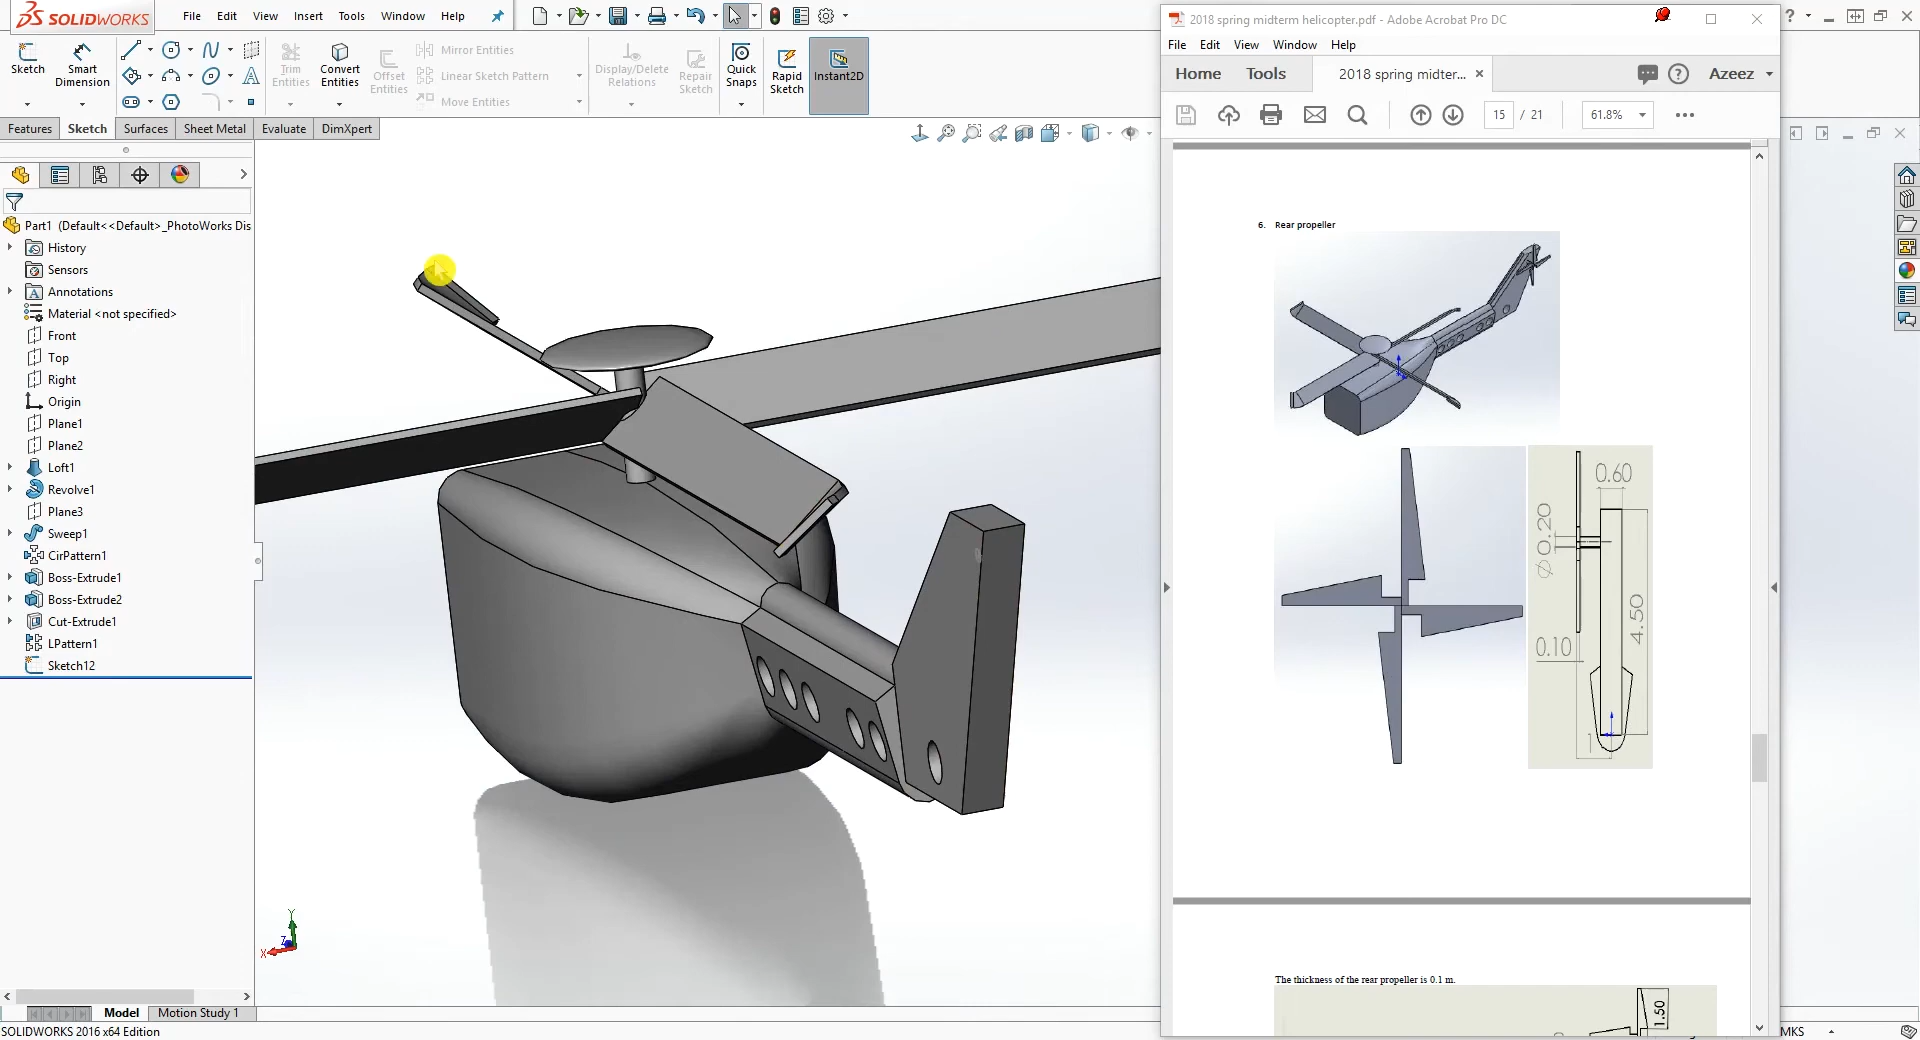 SOLIDWORKS
File Edit View Insert Tools Window Help
2018 spring midterm helicopter.pdf - Adobe Acrobat Pro DC
File Edit View Window Help
Sketch
Smart Dimension
Trim Entities
Convert Entities
Offset Entities
Mirror Entities
Linear Sketch Pattern
Move Entities
Display/Delete Relations
Repair Sketch
Quick Snaps
Rapid Sketch
Instant2D
Features Sketch Surfaces Sheet Metal Evaluate DimXpert
Home Tools 2018 spring midter... × Azeez
15 / 21 61.8%
Part1 (Default<<Default>_PhotoWorks Dis
History
Sensors
Annotations
Material <not specified>
Front
Top
Right
Origin
Plane1
Plane2
Loft1
Revolve1
Plane3
Sweep1
CirPattern1
Boss-Extrude1
Boss-Extrude2
Cut-Extrude1
LPattern1
Sketch12
6. Rear propeller
0.60
Ø0.20
4.50
0.10
1
The thickness of the rear propeller is 0.1 m.
1.50
Y
Z
X
Model Motion Study 1
SOLIDWORKS 2016 x64 Edition
MKS